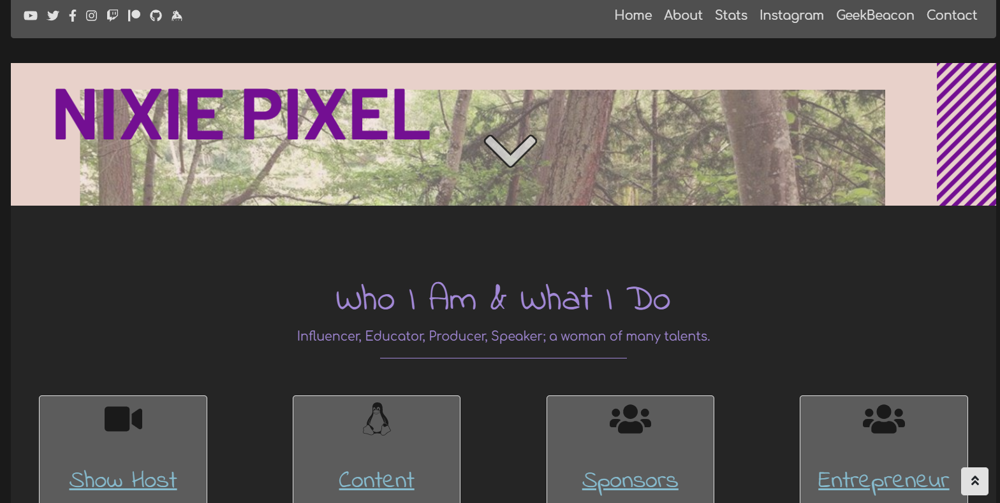 Home About Stats Instagram GeekBeacon Contact
NIXIE PIXEL
Who I Am & What I Do
Influencer, Educator, Producer, Speaker; a woman of many talents.
Show Host Content Sponsors Entrepreneur